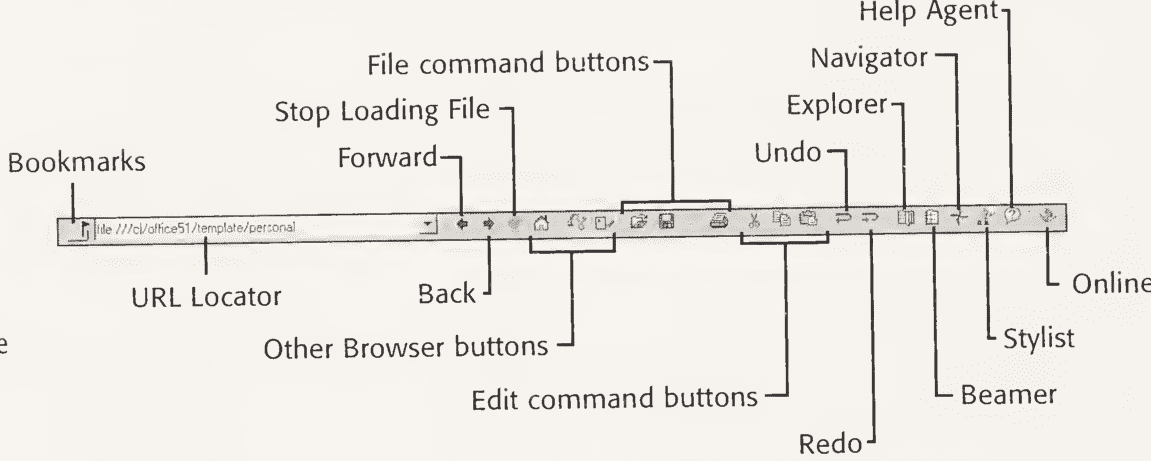 Help Agent
File command buttons
Navigator
Stop Loading File
Explorer
Bookmarks
Forward
Undo
file:///c|/office51/template/personal
URL Locator
Back
Online
e
Other Browser buttons
Stylist
Edit command buttons
Beamer
Redo